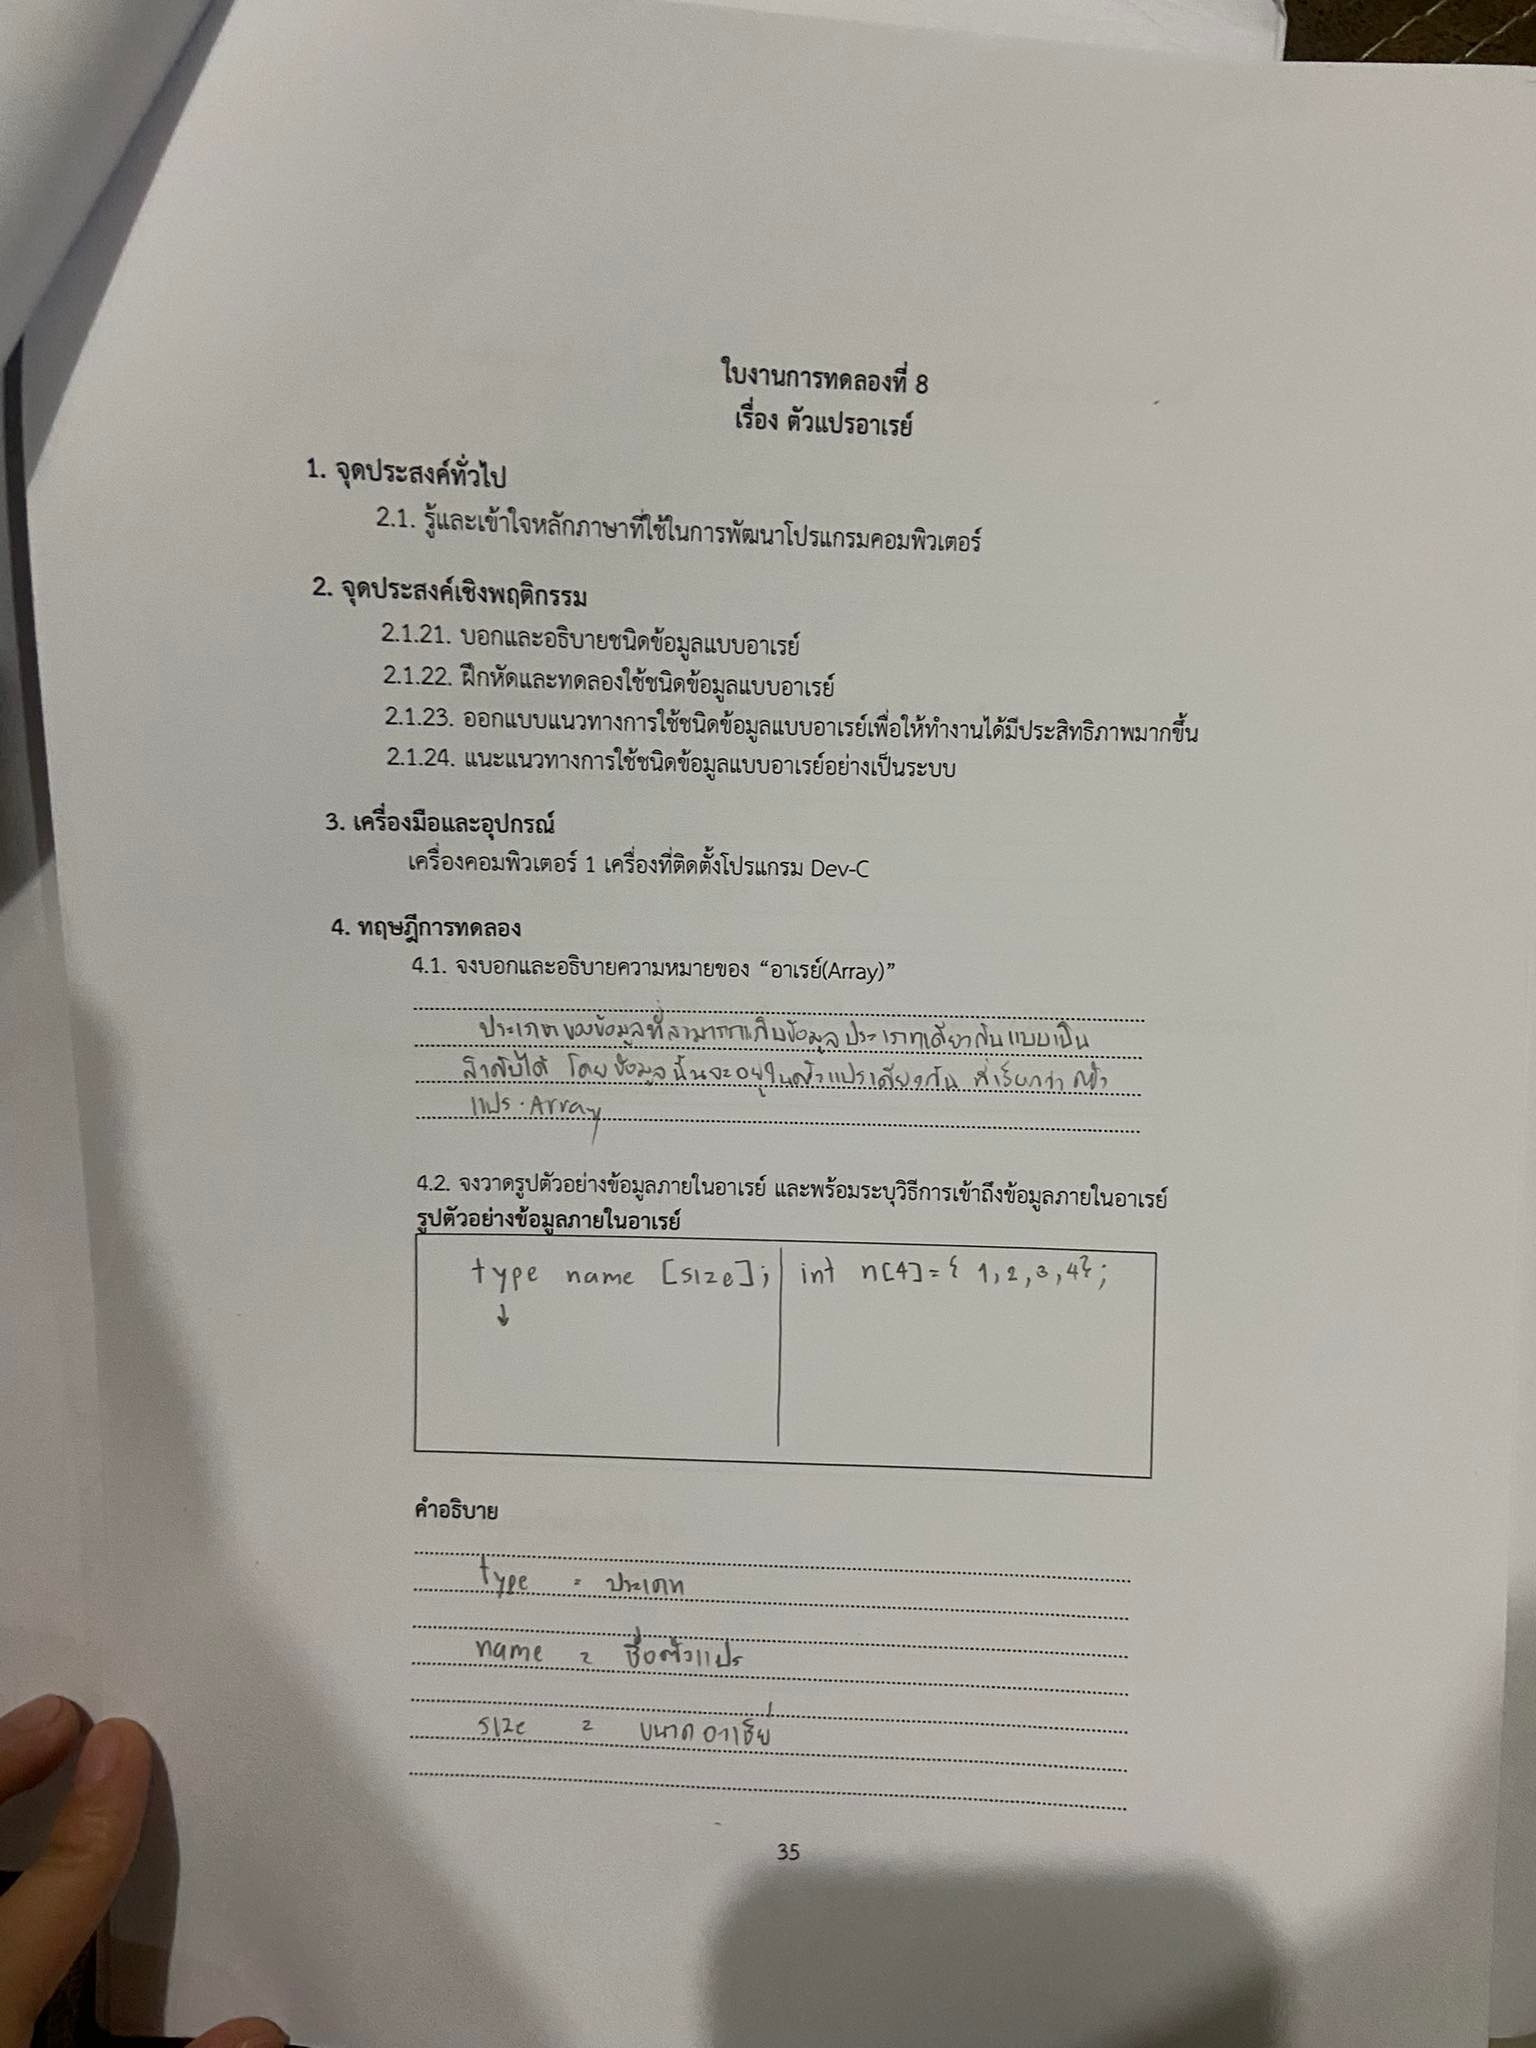 ใบงานการทดลองที่ 8
เรื่อง ตัวแปรอาเรย์
1. จุดประสงค์ทั่วไป
2.1. รู้และเข้าใจหลักภาษาที่ใช้ในการพัฒนาโปรแกรมคอมพิวเตอร์
2. จุดประสงค์เชิงพฤติกรรม
2.1.21. บอกและอธิบายชนิดข้อมูลแบบอาเรย์
2.1.22. ฝึกหัดและทดลองใช้ชนิดข้อมูลแบบอาเรย์
2.1.23. ออกแบบแนวทางการใช้ชนิดข้อมูลแบบอาเรย์เพื่อให้ทำงานได้มีประสิทธิภาพมากขึ้น
2.1.24. แนะแนวทางการใช้ชนิดข้อมูลแบบอาเรย์อย่างเป็นระบบ
3. เครื่องมือและอุปกรณ์
เครื่องคอมพิวเตอร์ 1 เครื่องที่ติดตั้งโปรแกรม Dev-C
4. ทฤษฎีการทดลอง
4.1. จงบอกและอธิบายความหมายของ “อาเรย์(Array)”
ประเภทของข้อมูลที่สามารถเก็บข้อมูลประเภทเดียวกันแบบเป็น
ลำดับได้ โดยข้อมูลนั้นจะอยู่ในตัวแปรเดียวกัน ที่เรียกว่า ตัว
แปร Array
4.2. จงวาดรูปตัวอย่างข้อมูลภายในอาเรย์ และพร้อมระบุวิธีการเข้าถึงข้อมูลภายในอาเรย์
รูปตัวอย่างข้อมูลภายในอาเรย์
type name [size]; int n[4] = { 1, 2, 3, 4};
↓
คำอธิบาย
type = ประเภท
name = ชื่อตัวแปร
size = ขนาด
35